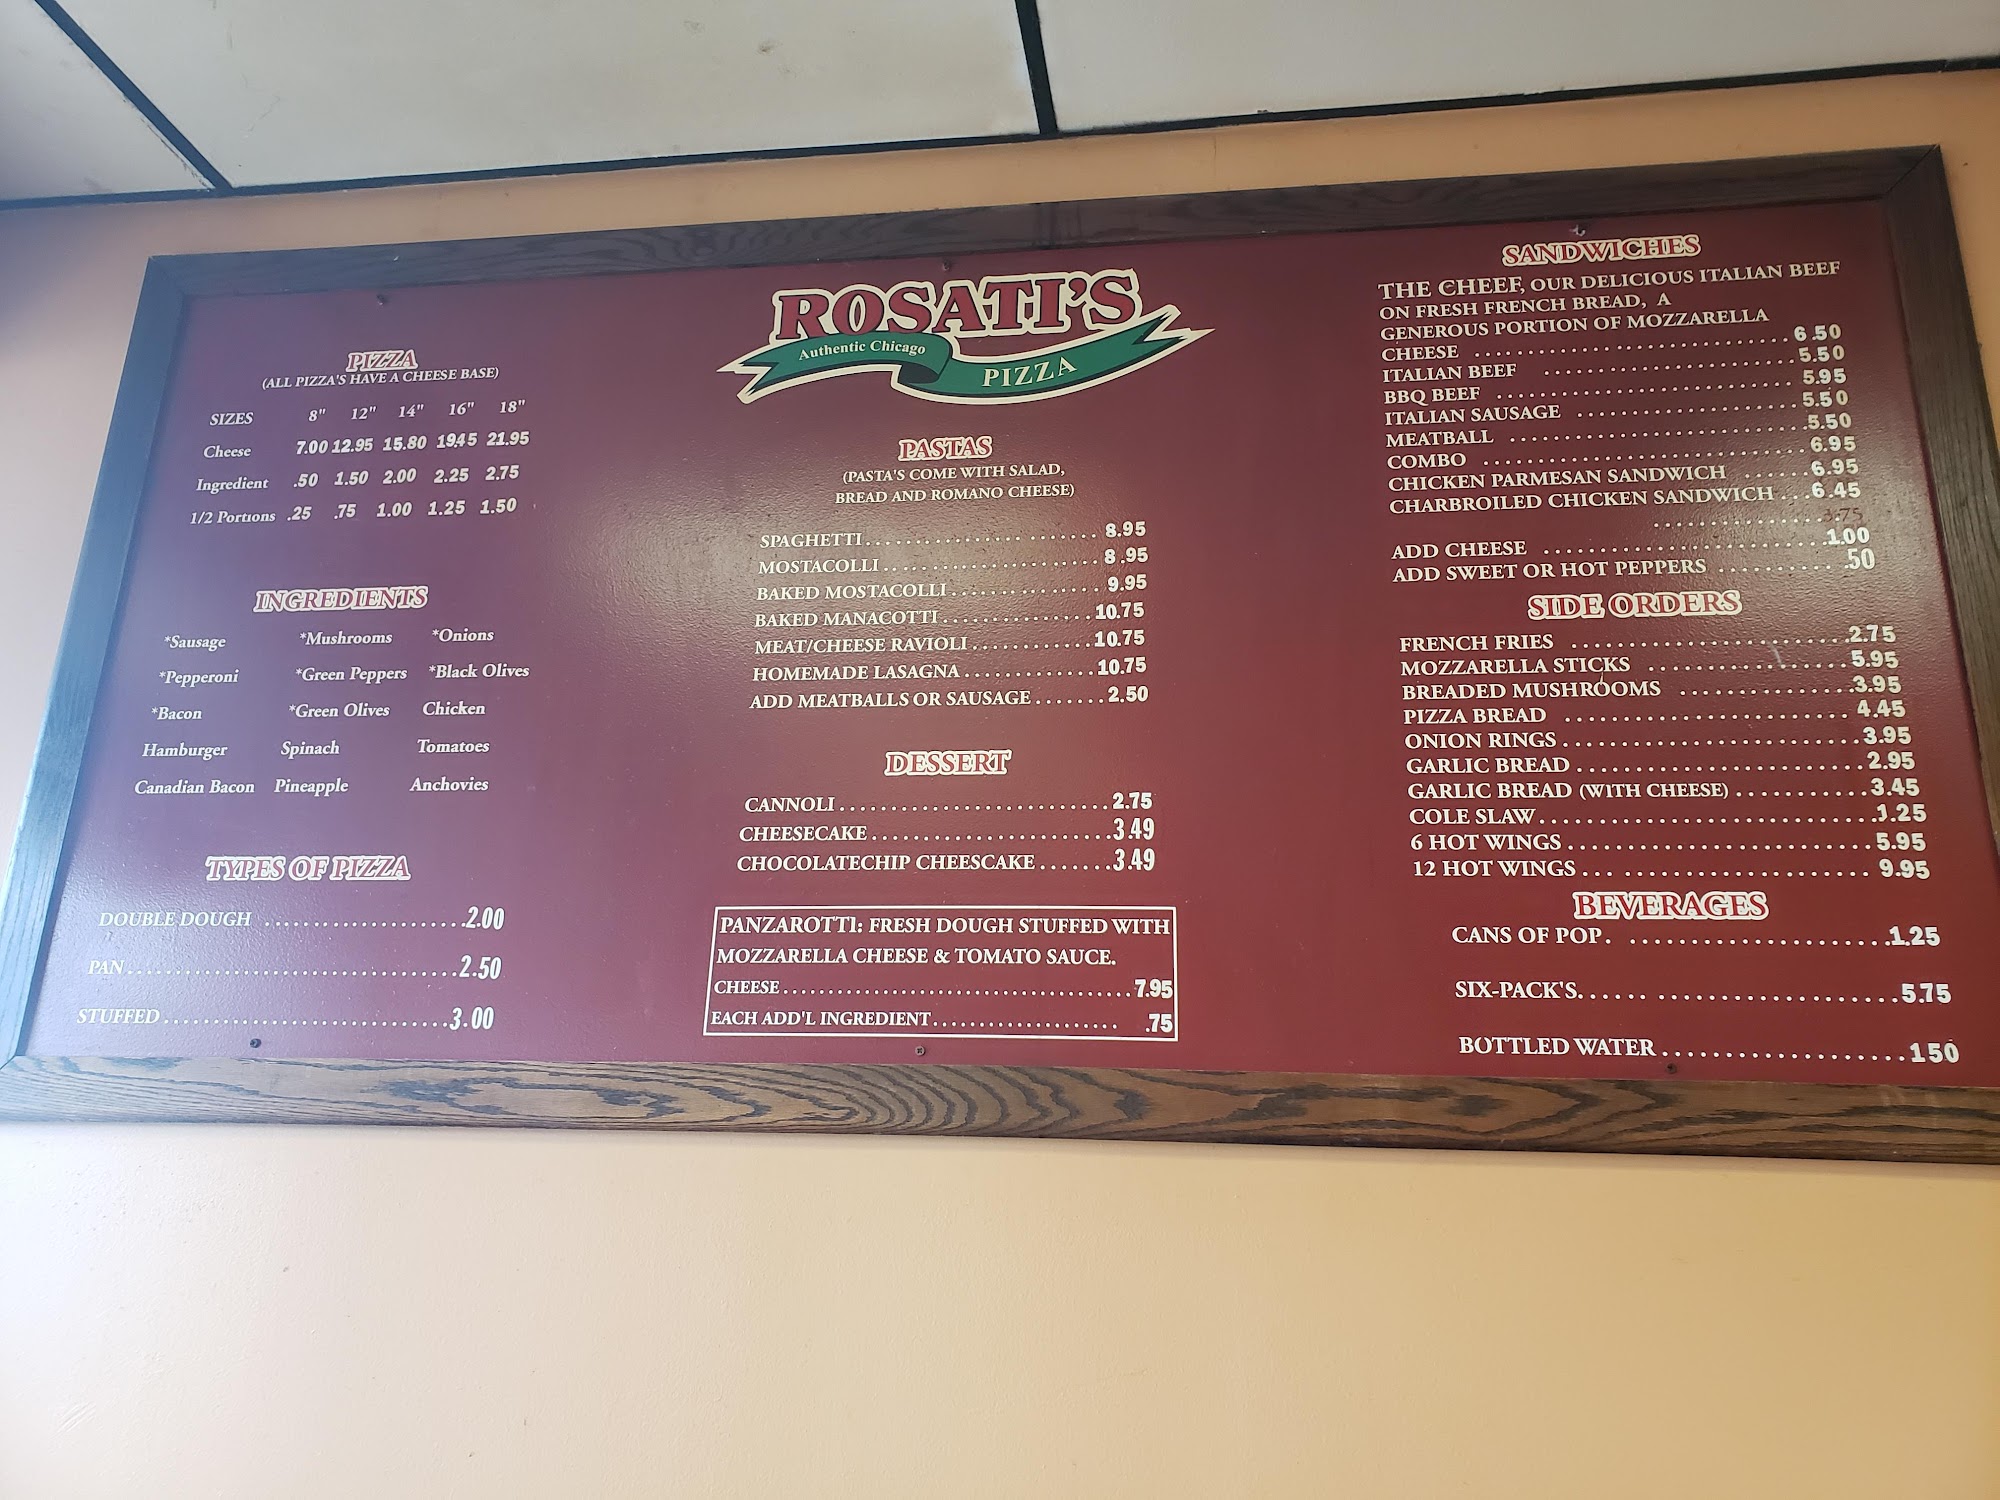 ROSATI'S
Authentic Chicago
PIZZA
PIZZA
(ALL PIZZA'S HAVE A CHEESE BASE)
SIZES 8" 12" 14" 16" 18"
Cheese 7.00 12.95 15.80 19.45 21.95
Ingredient .50 1.50 2.00 2.25 2.75
1/2 Portions .25 .75 1.00 1.25 1.50
INGREDIENTS
*Sausage *Mushrooms *Onions
*Pepperoni *Green Peppers *Black Olives
*Bacon *Green Olives Chicken
Hamburger Spinach Tomatoes
Canadian Bacon Pineapple Anchovies
TYPES OF PIZZA
DOUBLE DOUGH ....................2.00
PAN..................................2.50
STUFFED.............................3.00
PASTAS
(PASTA'S COME WITH SALAD,
BREAD AND ROMANO CHEESE)
SPAGHETTI...................... 8.95
MOSTACOLLI...................... 8.95
BAKED MOSTACOLLI............... 9.95
BAKED MANACOTTI...............10.75
MEAT/CHEESE RAVIOLI............10.75
HOMEMADE LASAGNA.............10.75
ADD MEATBALLS OR SAUSAGE.......2.50
DESSERT
CANNOLI..........................2.75
CHEESECAKE.......................3.49
CHOCOLATECHIP CHEESCAKE.......3.49
PANZAROTTI: FRESH DOUGH STUFFED WITH
MOZZARELLA CHEESE & TOMATO SAUCE.
CHEESE....................................7.95
EACH ADD'L INGREDIENT................... .75
SANDWICHES
THE CHEEF, OUR DELICIOUS ITALIAN BEEF
ON FRESH FRENCH BREAD, A
GENEROUS PORTION OF MOZZARELLA
CHEESE ...............................6.50
ITALIAN BEEF ........................5.50
BBQ BEEF ............................5.95
ITALIAN SAUSAGE .....................5.50
MEATBALL ............................5.50
COMBO ...............................6.95
CHICKEN PARMESAN SANDWICH ......6.95
CHARBROILED CHICKEN SANDWICH ...6.45
..................3.75
ADD CHEESE ...........................1.00
ADD SWEET OR HOT PEPPERS .......... .50
SIDE ORDERS
FRENCH FRIES .........................2.75
MOZZARELLA STICKS ..................5.95
BREADED MUSHROOMS ................3.95
PIZZA BREAD ..........................4.45
ONION RINGS...........................3.95
GARLIC BREAD..........................2.95
GARLIC BREAD (WITH CHEESE)...........3.45
COLE SLAW..............................1.25
6 HOT WINGS...........................5.95
12 HOT WINGS... ...................... 9.95
BEVERAGES
CANS OF POP. .......................1.25
SIX-PACK'S...... .....................5.75
BOTTLED WATER......................1 50